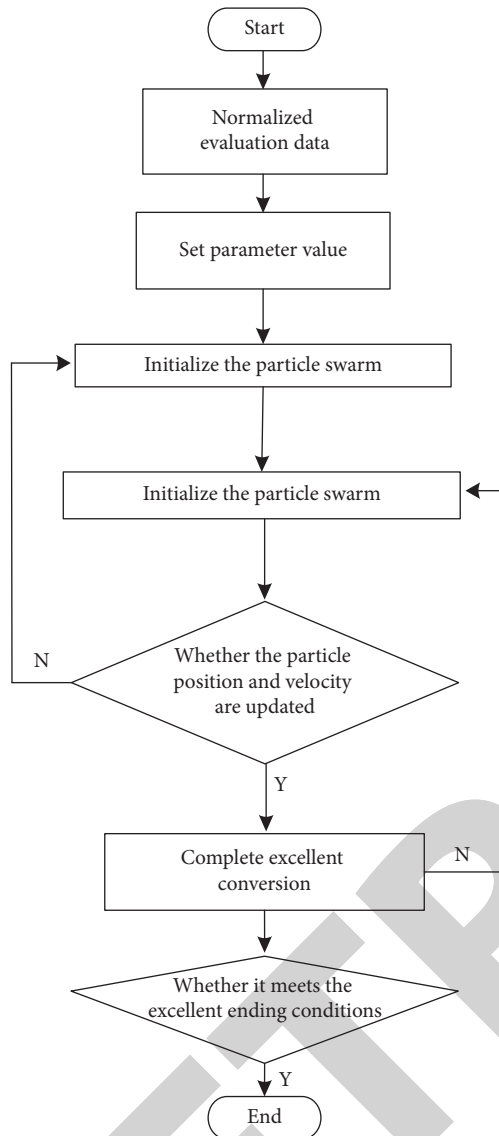 Start
Normalized
evaluation data
Set parameter value
Initialize the particle swarm
Initialize the particle swarm
Whether the particle
position and velocity
are updated
N
Y
Complete excellent
conversion
N
Whether it meets the
excellent ending conditions
Y
End